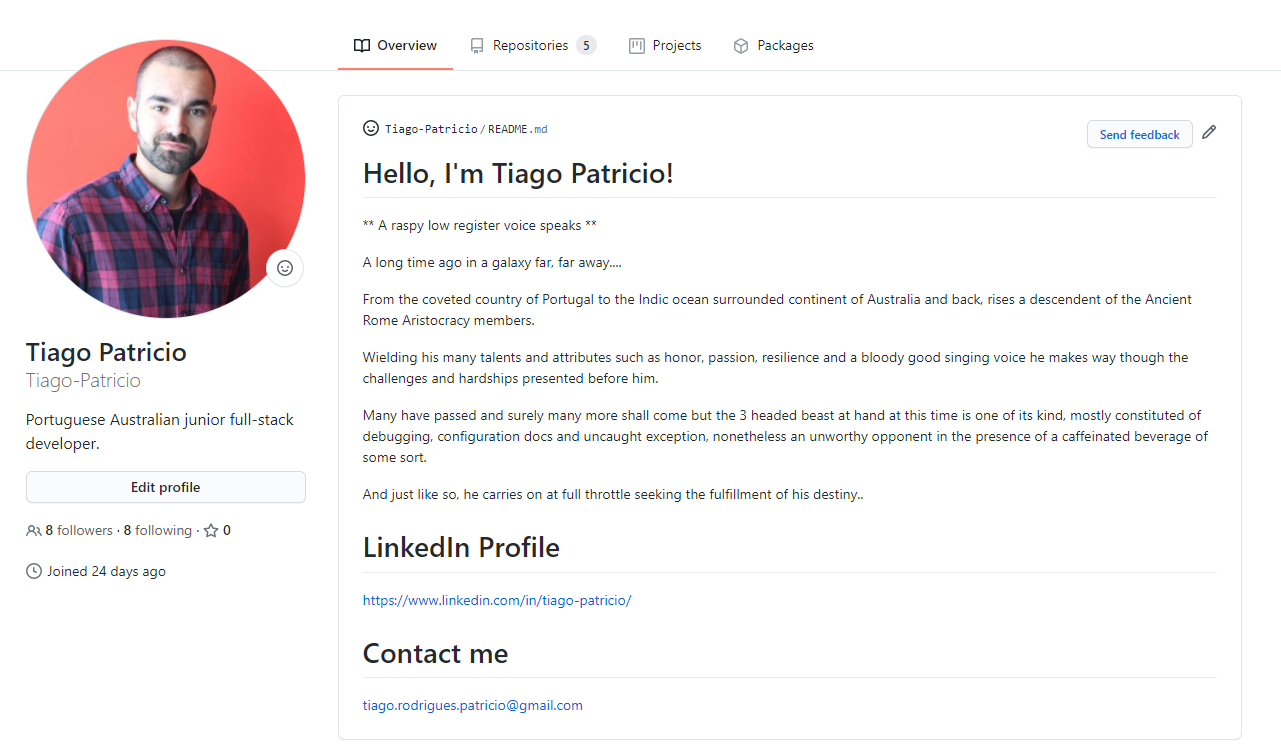 Overview
Repositories 5
Projects
Packages
Tiago Patricio
Tiago-Patricio
Portuguese Australian junior full-stack
developer.
Edit profile
8 followers · 8 following · 0
Joined 24 days ago
Tiago-Patricio/README.md
Send feedback
Hello, I'm Tiago Patricio!
** A raspy low register voice speaks **
A long time ago in a galaxy far, far away....
From the coveted country of Portugal to the Indic ocean surrounded continent of Australia and back, rises a descendent of the Ancient
Rome Aristocracy members.
Wielding his many talents and attributes such as honor, passion, resilience and a bloody good singing voice he makes way though the
challenges and hardships presented before him.
Many have passed and surely many more shall come but the 3 headed beast at hand at this time is one of its kind, mostly constituted of
debugging, configuration docs and uncaught exception, nonetheless an unworthy opponent in the presence of a caffeinated beverage of
some sort.
And just like so, he carries on at full throttle seeking the fulfillment of his destiny..
LinkedIn Profile
https://www.linkedin.com/in/tiago-patricio/
Contact me
tiago.rodrigues.patricio@gmail.com